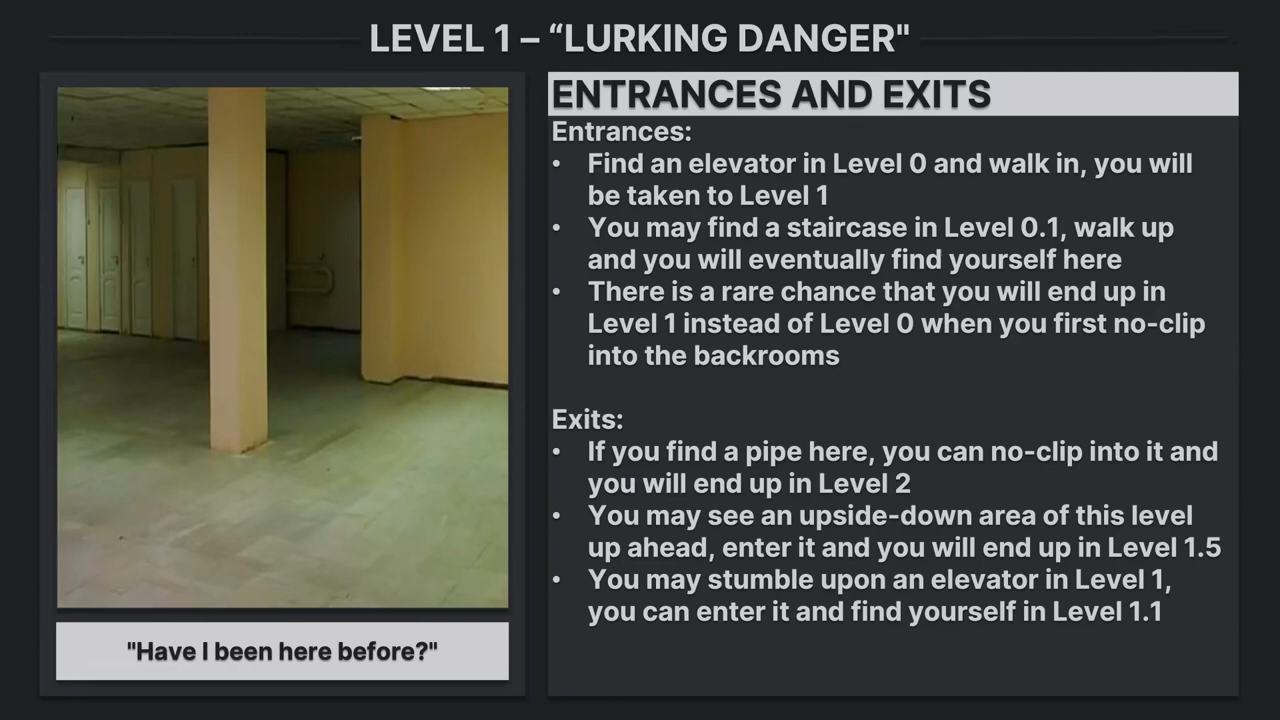 LEVEL 1 – “LURKING DANGER"
ENTRANCES AND EXITS
Entrances:
• Find an elevator in Level 0 and walk in, you will
be taken to Level 1
• You may find a staircase in Level 0.1, walk up
and you will eventually find yourself here
• There is a rare chance that you will end up in
Level 1 instead of Level 0 when you first no-clip
into the backrooms
Exits:
• If you find a pipe here, you can no-clip into it and
you will end up in Level 2
• You may see an upside-down area of this level
up ahead, enter it and you will end up in Level 1.5
• You may stumble upon an elevator in Level 1,
you can enter it and find yourself in Level 1.1
"Have I been here before?"